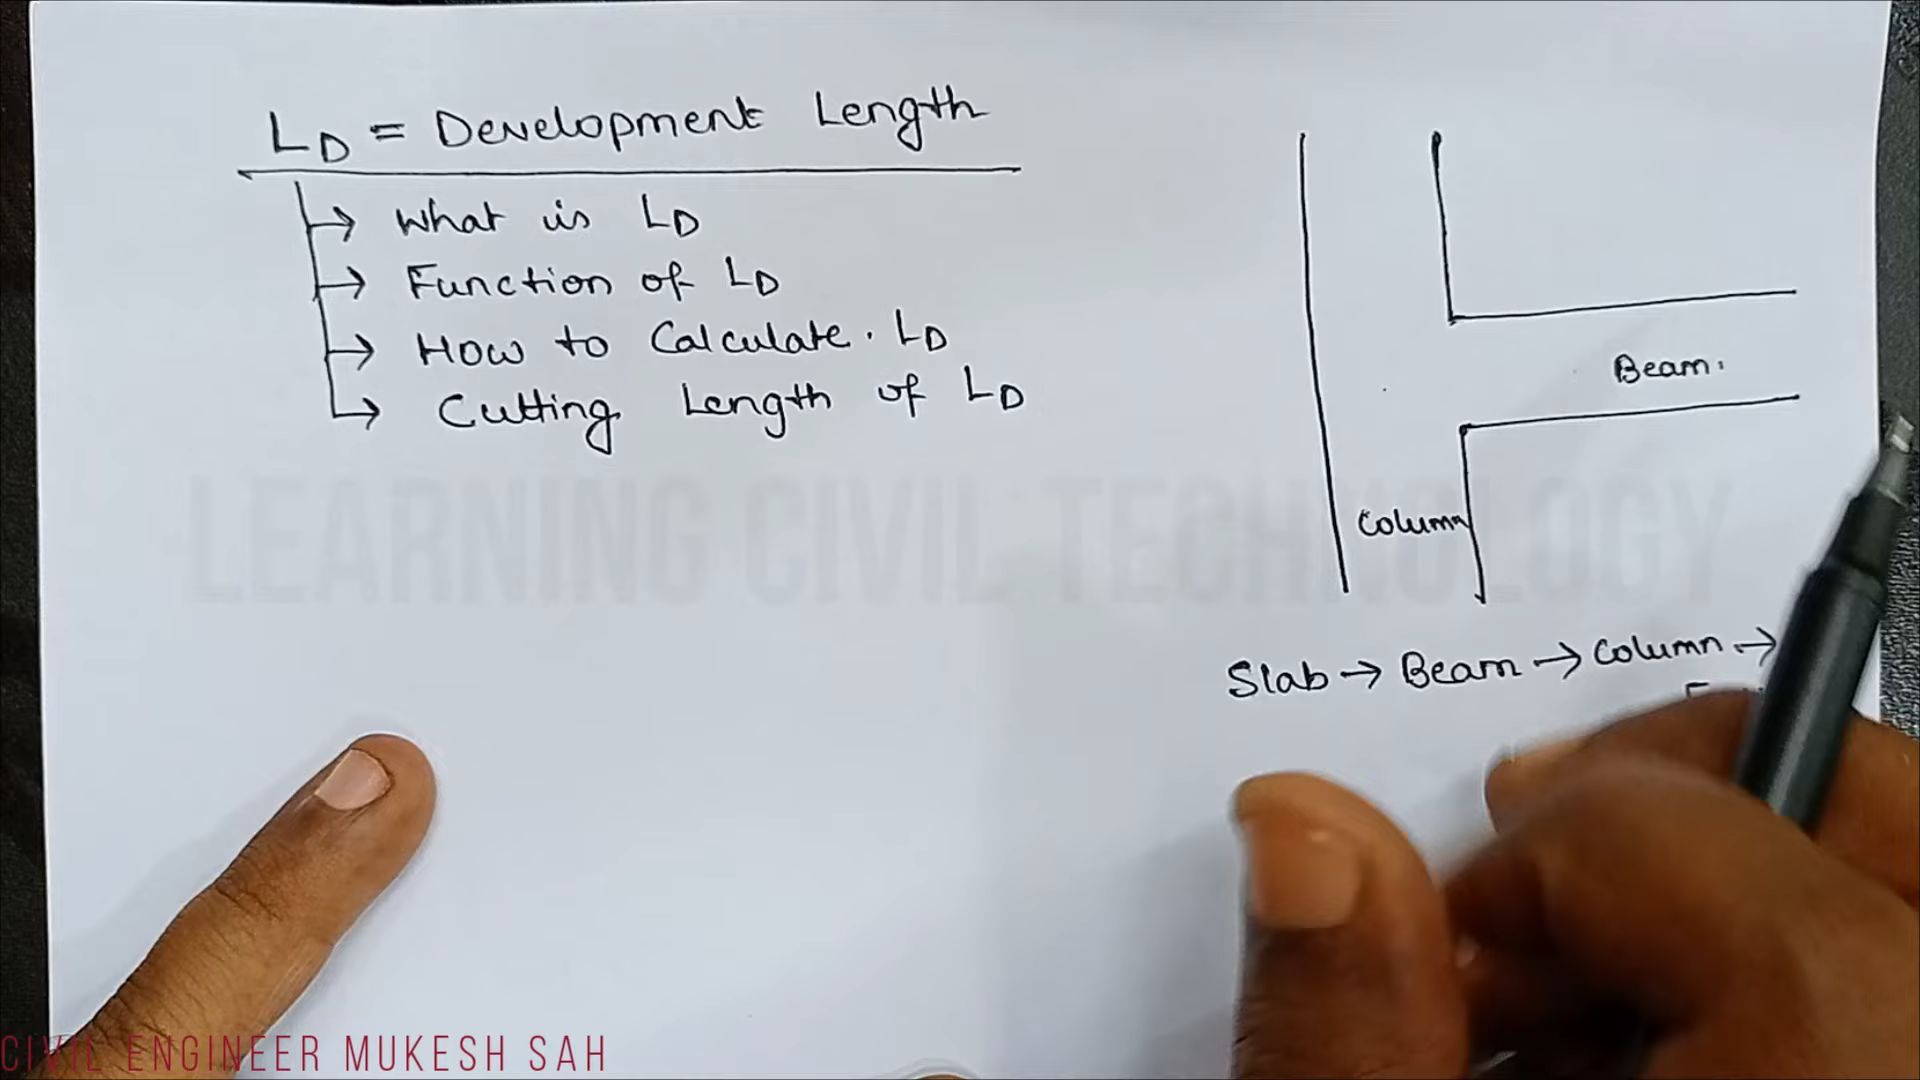 LD = Development Length
What is LD
Function of LD
How to Calculate. LD
Cutting Length of LD
Beam.
Column
Slab → Beam → Column →
LEARNING CIVIL TECHNOLOGY
CIVIL ENGINEER MUKESH SAH